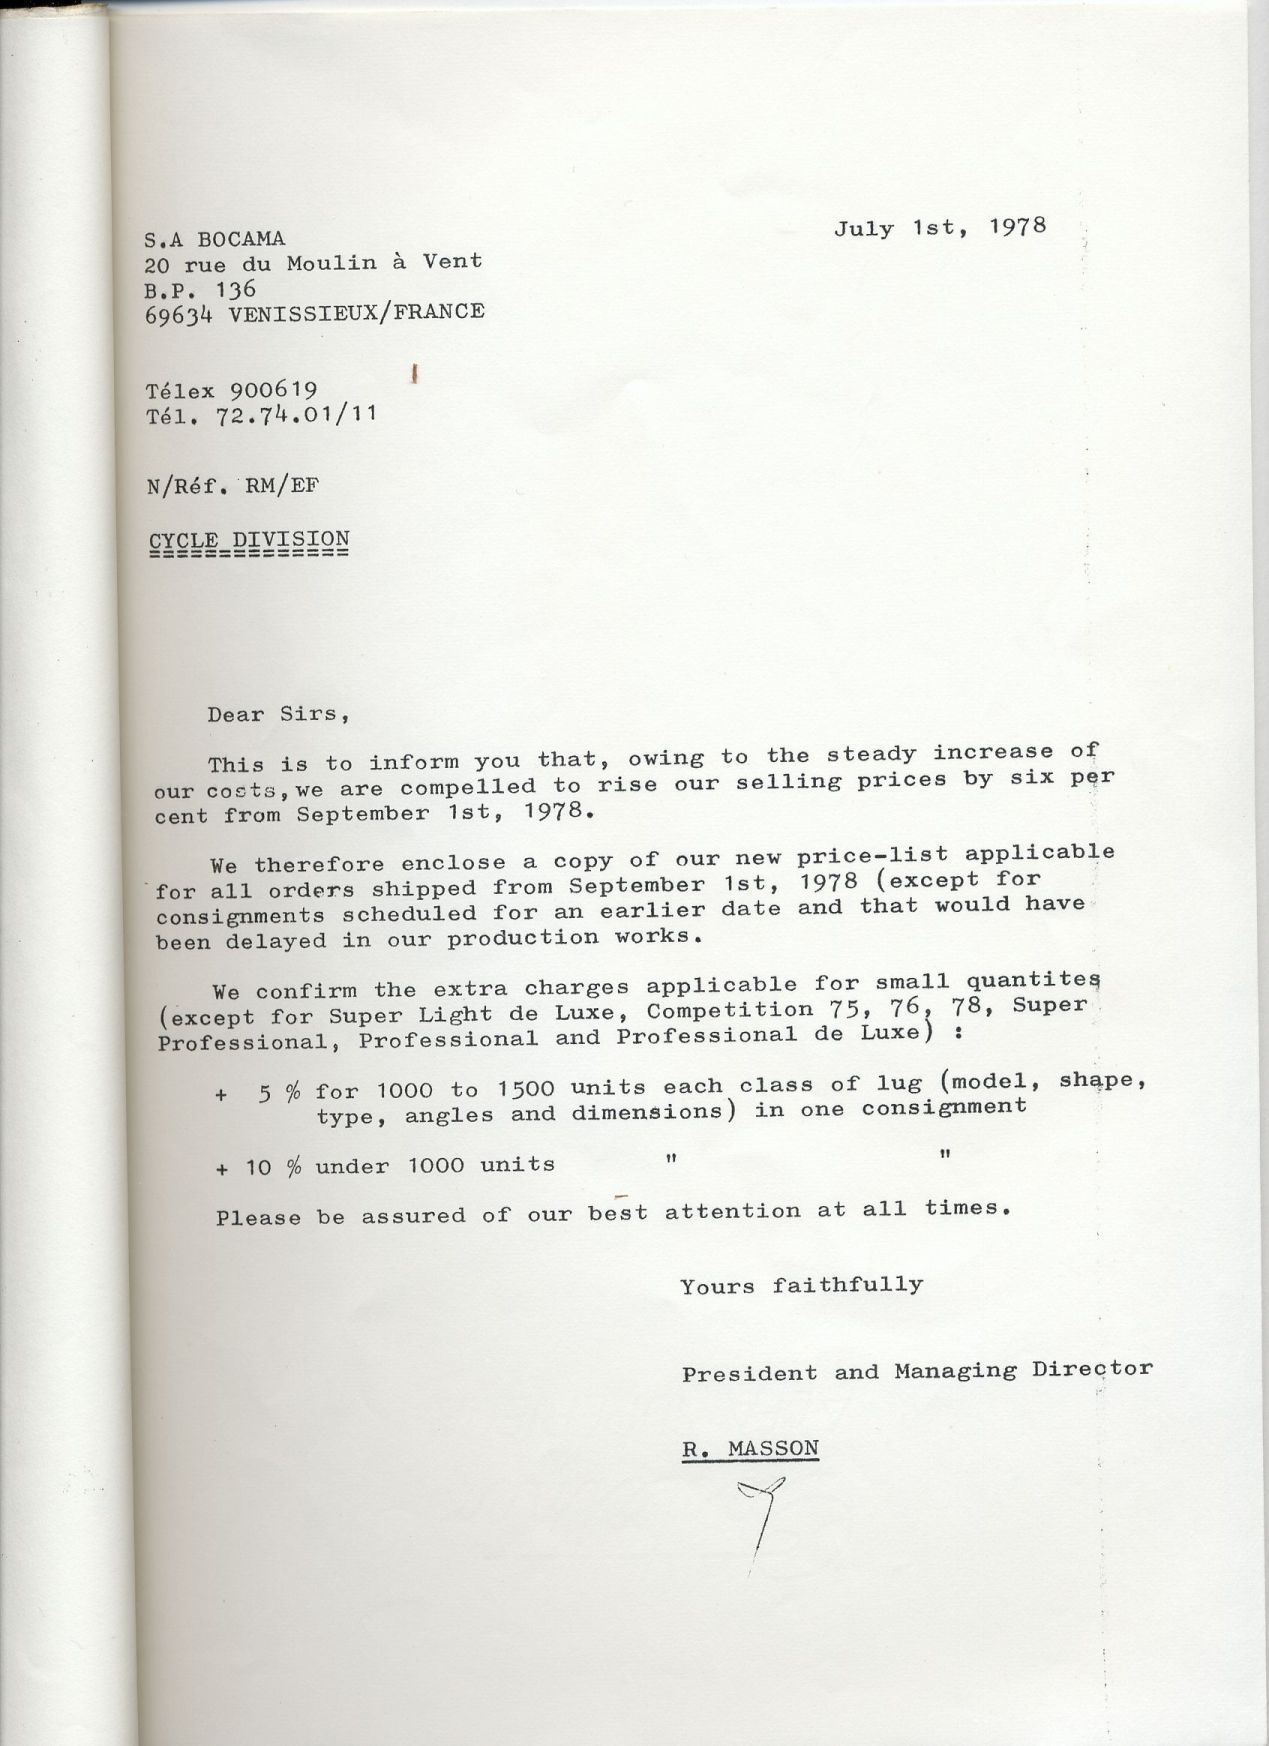 July 1st, 1978
S.A BOCAMA
20 rue du Moulin à Vent
B.P. 136
69634 VENISSIEUX/FRANCE
Télex 900619
Tél. 72.74.01/11
N/Réf. RM/EF
CYCLE DIVISION
Dear Sirs,
This is to inform you that, owing to the steady increase of
our costs,we are compelled to rise our selling prices by six per
cent from September 1st, 1978.
We therefore enclose a copy of our new price-list applicable
for all orders shipped from September 1st, 1978 (except for
consignments scheduled for an earlier date and that would have
been delayed in our production works.
We confirm the extra charges applicable for small quantites
(except for Super Light de Luxe, Competition 75, 76, 78, Super
Professional, Professional and Professional de Luxe) :
+ 5 % for 1000 to 1500 units each class of lug (model, shape,
type, angles and dimensions) in one consignment
+ 10 % under 1000 units " "
Please be assured of our best attention at all times.
Yours faithfully
President and Managing Director
R. MASSON